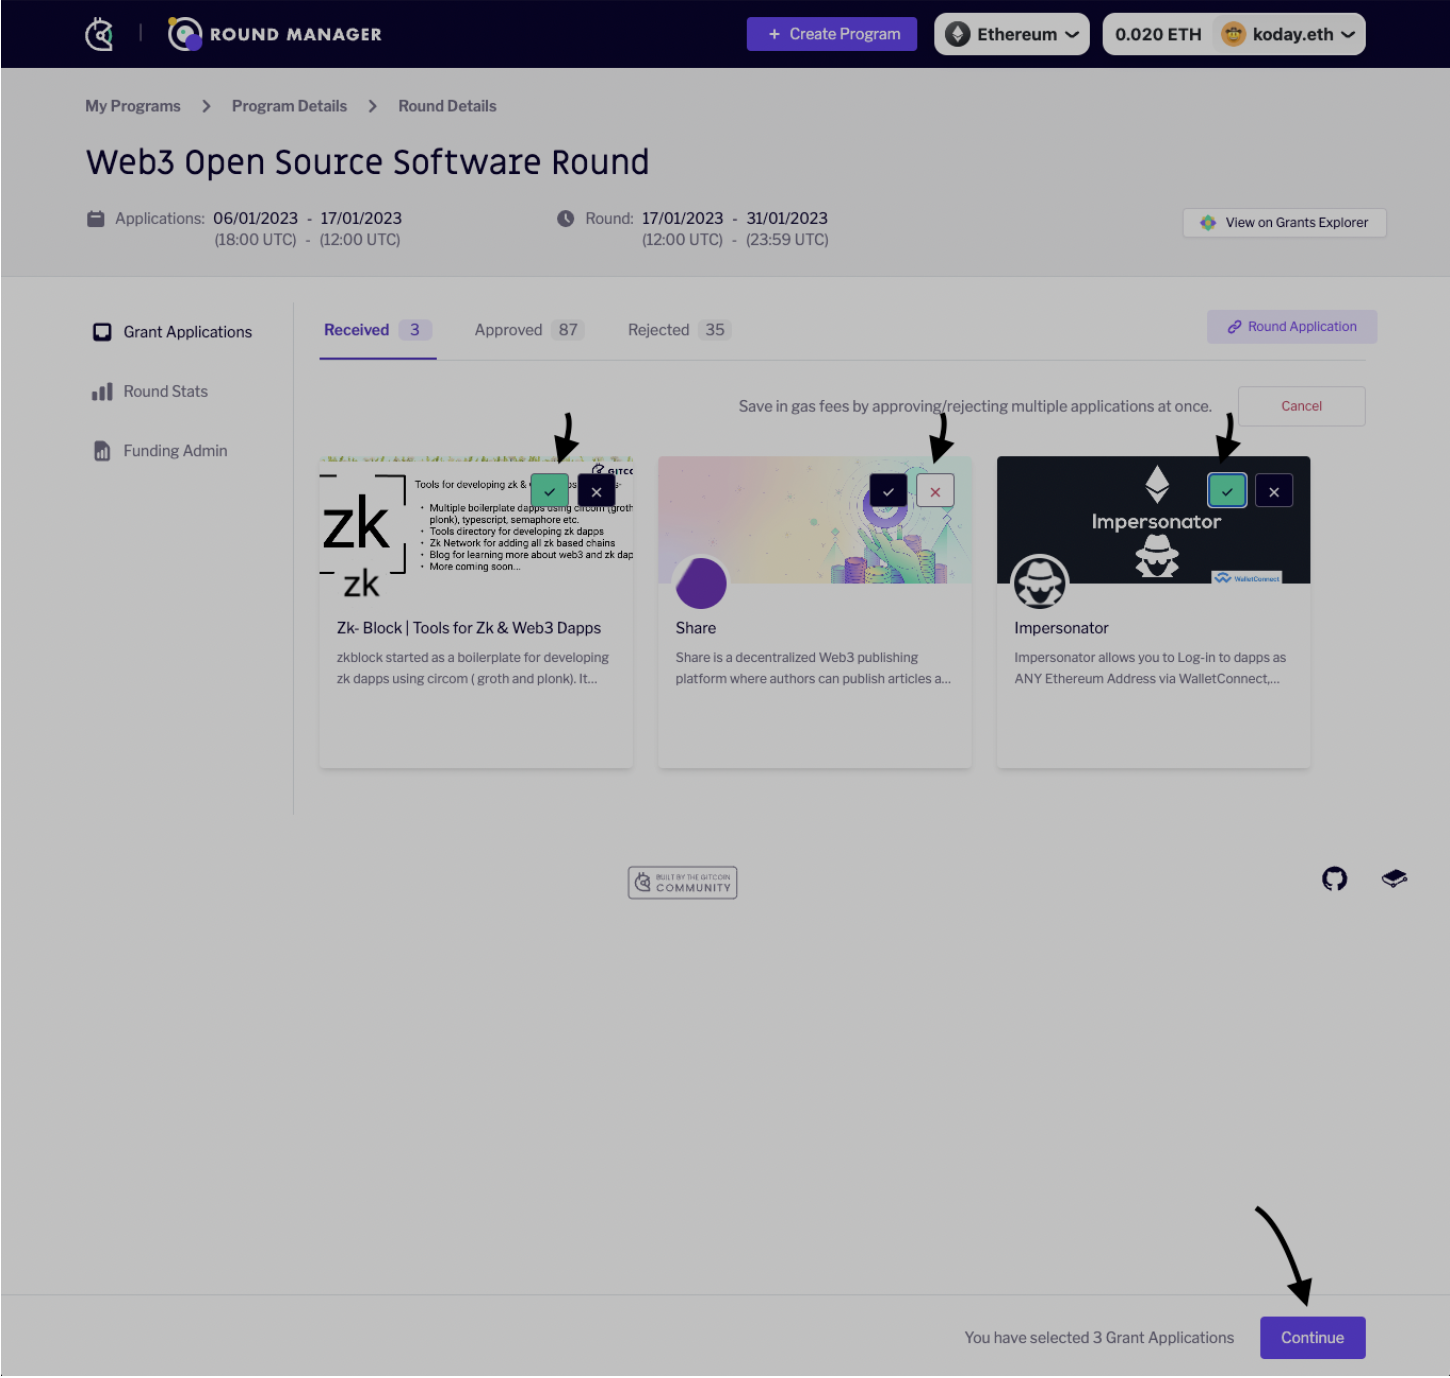 ROUND MANAGER
+ Create Program
Ethereum
0.020 ETH
koday.eth
My Programs > Program Details > Round Details
Web3 Open Source Software Round
Applications: 06/01/2023 - 17/01/2023
(18:00 UTC) - (12:00 UTC)
Round: 17/01/2023 - 31/01/2023
(12:00 UTC) - (23:59 UTC)
View on Grants Explorer
Grant Applications
Round Stats
Funding Admin
Received 3
Approved 87
Rejected 35
Round Application
Save in gas fees by approving/rejecting multiple applications at once.
Cancel
zk
zk
Tools for developing zk &
• Multiple boilerplate dapps using circom (groth
plonk), typescript, semaphore etc.
• Tools directory for developing zk dapps
• Zk Network for adding all zk based chains
• Blog for learning more about web3 and zk dap
• More coming soon...
Zk- Block | Tools for Zk & Web3 Dapps
zkblock started as a boilerplate for developing
zk dapps using circom ( groth and plonk). It...
Share
Share is a decentralized Web3 publishing
platform where authors can publish articles a...
Impersonator
WalletConnect
Impersonator
Impersonator allows you to Log-in to dapps as
ANY Ethereum Address via WalletConnect,...
BUILT BY THE GITCOIN
COMMUNITY
You have selected 3 Grant Applications
Continue